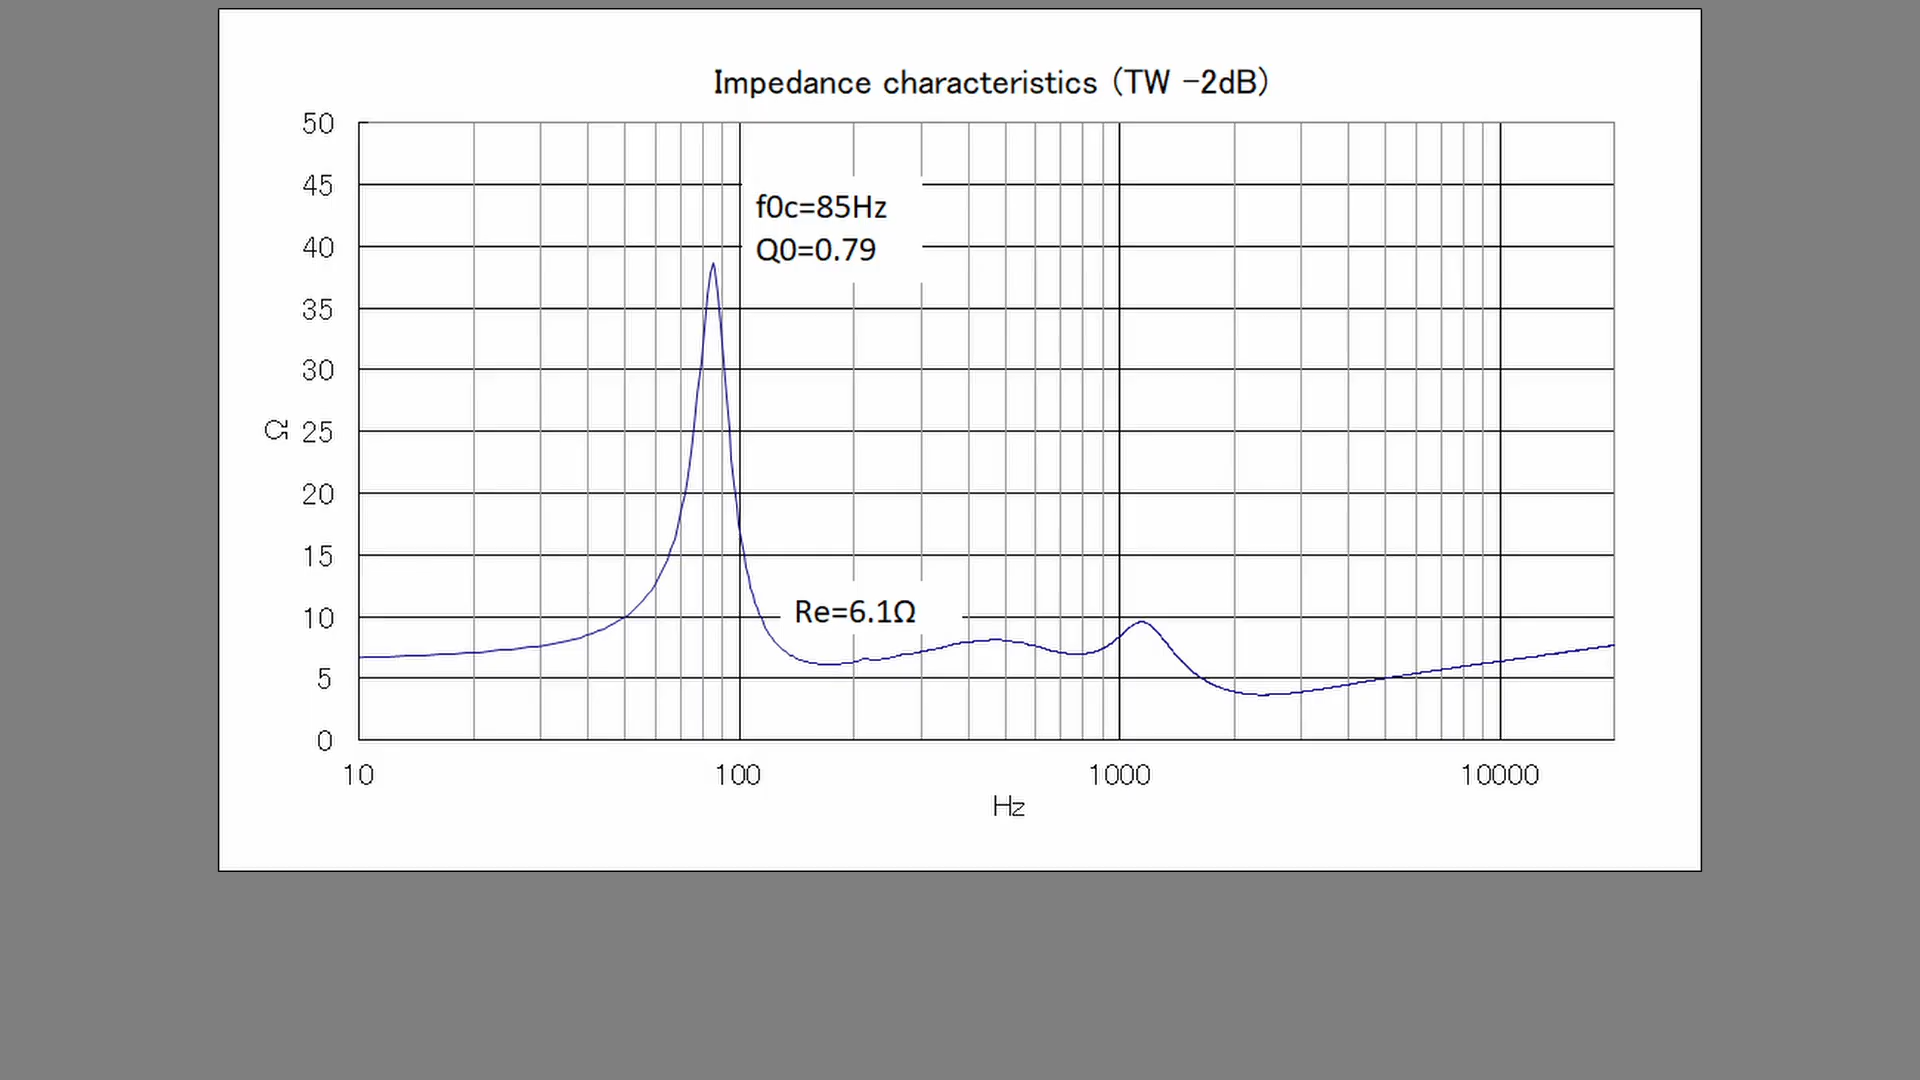 Impedance characteristics (TW -2dB)
50
45
40
35
30
25
20
15
10
5
0
Ω
f0c=85Hz
Q0=0.79
Re=6.1Ω
10 100 1000 10000
Hz